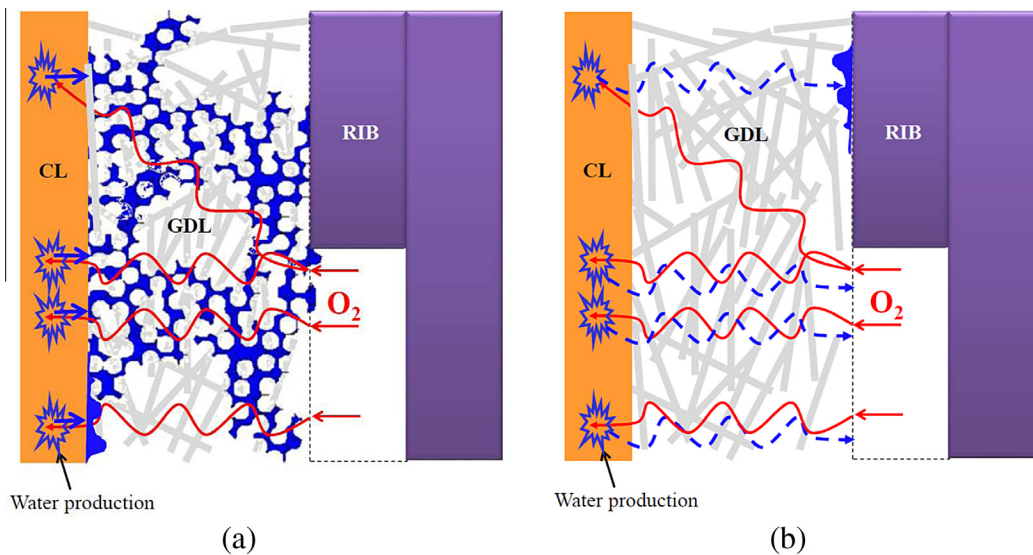 RIB
CL
GDL
O₂
Water production
(a)
GDL
RIB
CL
O₂
Water production
(b)